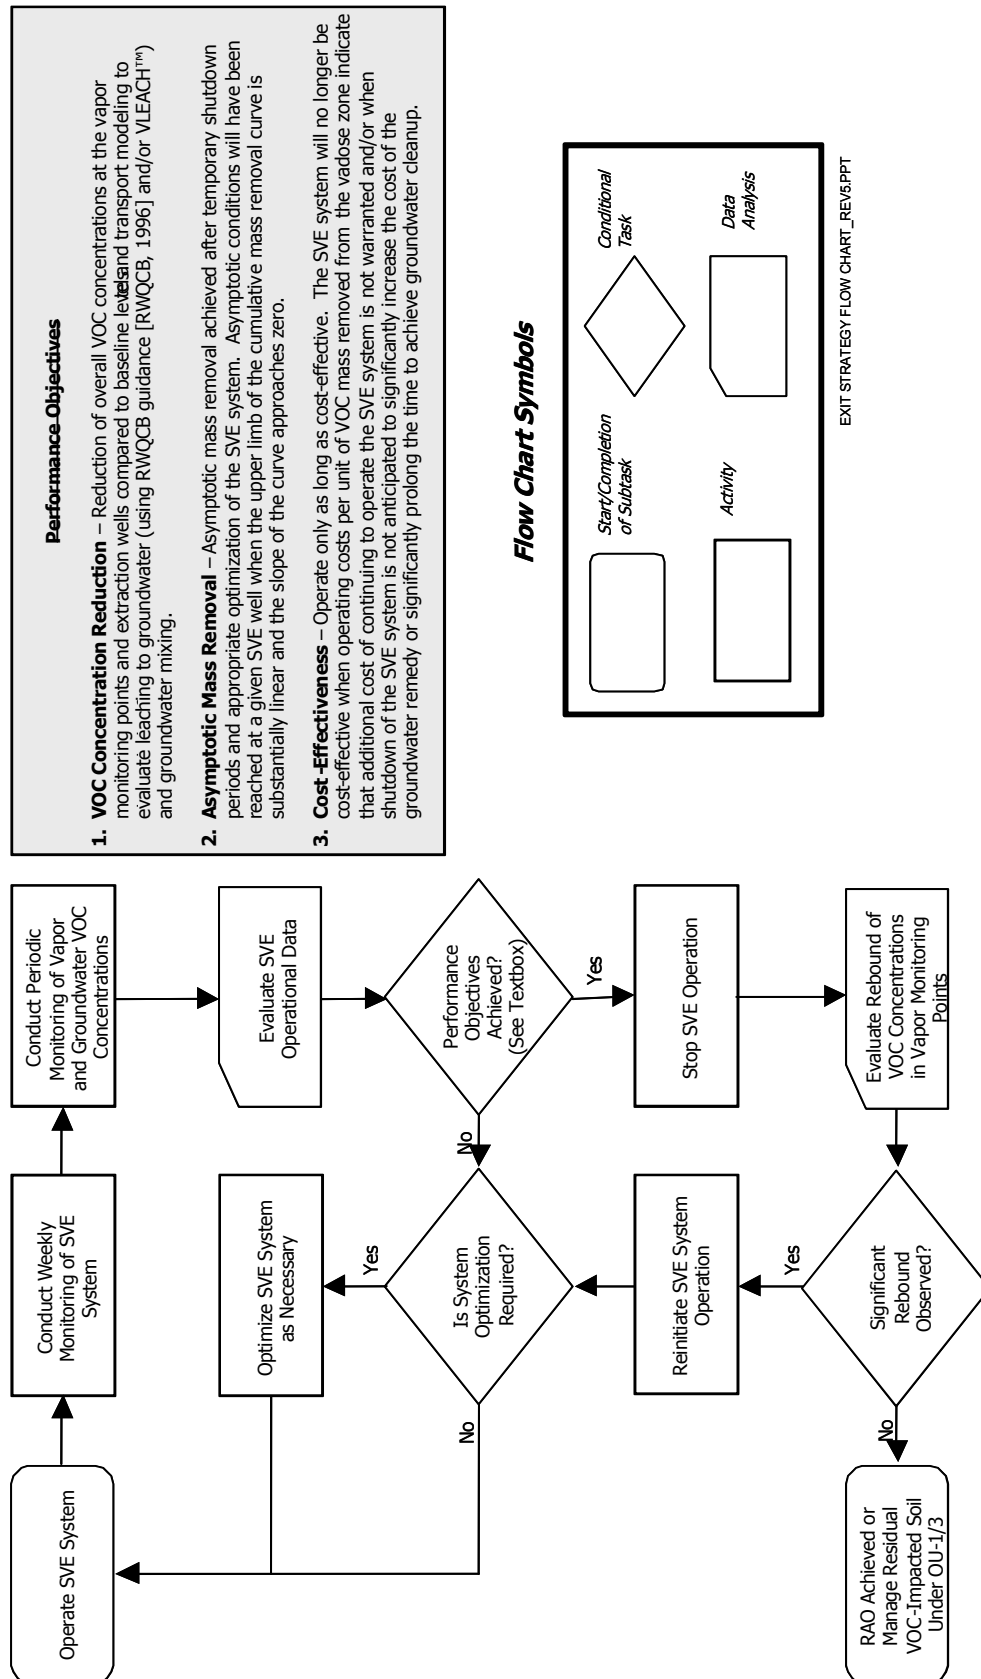 Operate SVE System
Conduct Weekly
Monitoring of SVE
System
Conduct Periodic
Monitoring of Vapor
and Groundwater VOC
Concentrations
Evaluate SVE
Operational Data
Performance
Objectives
Achieved?
(See Textbox)
No
Yes
Is System
Optimization
Required?
Yes
No
Optimize SVE System
as Necessary
Stop SVE Operation
Evaluate Rebound of
VOC Concentrations
in Vapor Monitoring
Points
Significant
Rebound
Observed?
Yes
No
Reinitiate SVE System
Operation
RAO Achieved or
Manage Residual
VOC-Impacted Soil
Under OU-1/3
Performance Objectives
1. VOC Concentration Reduction – Reduction of overall VOC concentrations at the vapor
monitoring points and extraction wells compared to baseline levels and transport modeling to
evaluate leaching to groundwater (using RWQCB guidance [RWQCB, 1996] and/or VLEACH™)
and groundwater mixing.
2. Asymptotic Mass Removal – Asymptotic mass removal achieved after temporary shutdown
periods and appropriate optimization of the SVE system. Asymptotic conditions will have been
reached at a given SVE well when the upper limb of the cumulative mass removal curve is
substantially linear and the slope of the curve approaches zero.
3. Cost-Effectiveness – Operate only as long as cost-effective. The SVE system will no longer be
cost-effective when operating costs per unit of VOC mass removed from the vadose zone indicate
that additional cost of continuing to operate the SVE system is not warranted and/or when
shutdown of the SVE system is not anticipated to significantly increase the cost of the
groundwater remedy or significantly prolong the time to achieve groundwater cleanup.
Flow Chart Symbols
Start/Completion
of Subtask
Conditional
Task
Activity
Data
Analysis
EXIT STRATEGY FLOW CHART_REV5.PPT